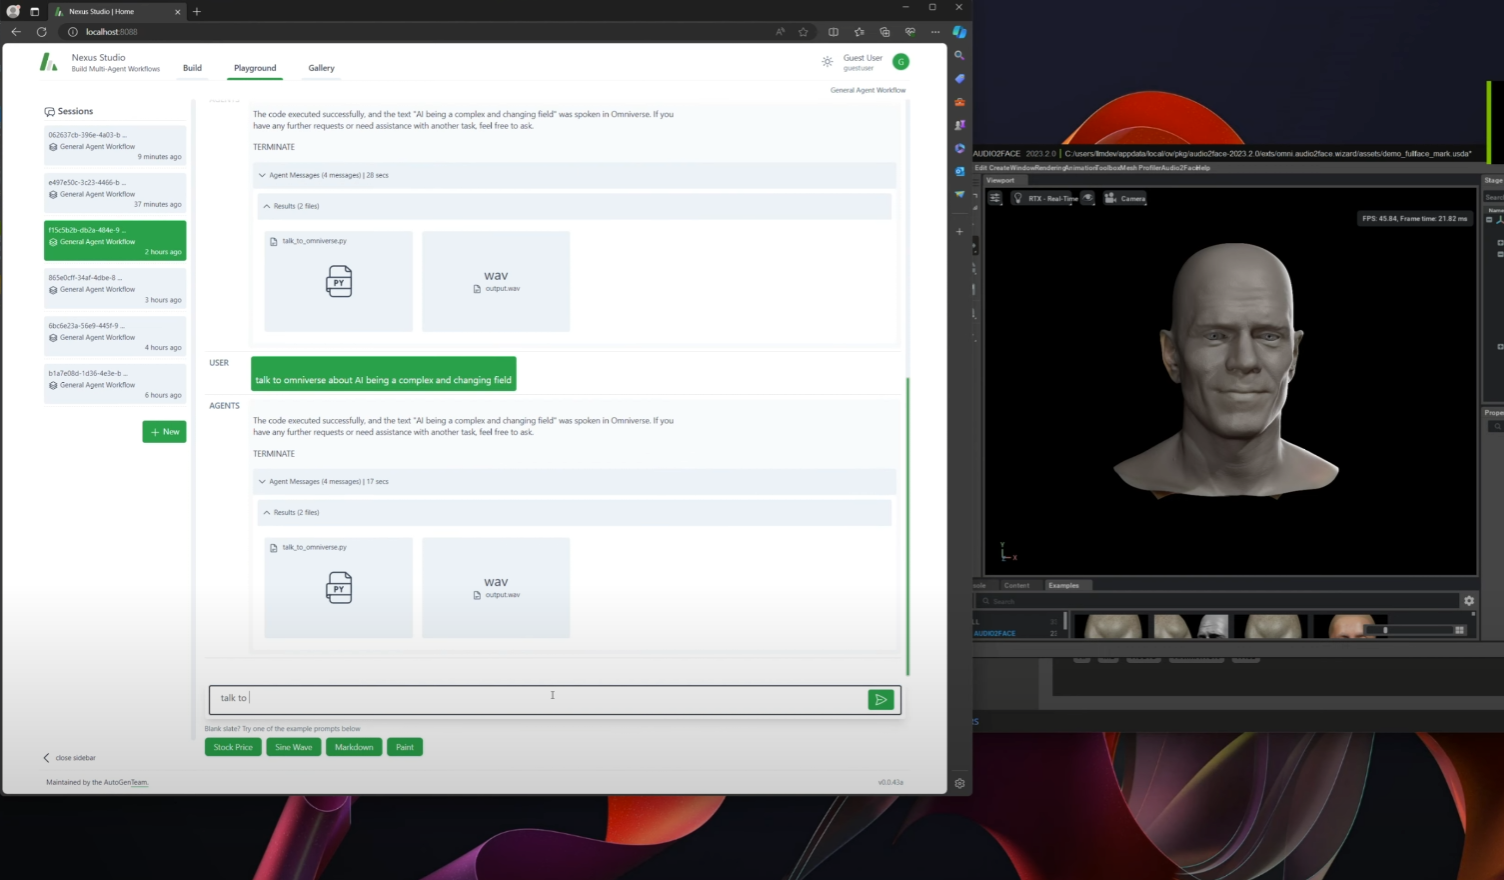 Nexus Studio | Home
localhost:8088
Nexus Studio
Build Multi-Agent Workflows
Build
Playground
Gallery
Guest User
guestuser
G
General Agent Workflow
Sessions
062637cb-396e-4a03-b ...
General Agent Workflow
9 minutes ago
e497e50c-3c23-4466-b ...
General Agent Workflow
37 minutes ago
f15c5b2b-db2a-484e-9 ...
General Agent Workflow
2 hours ago
865e0cff-34af-4dbe-8 ...
General Agent Workflow
3 hours ago
6bc6e23a-56e9-445f-9 ...
General Agent Workflow
4 hours ago
b1a7e08d-1d36-4e3e-b ...
General Agent Workflow
6 hours ago
+ New
close sidebar
Maintained by the AutoGenTeam.
AGENTS
The code executed successfully, and the text "AI being a complex and changing field" was spoken in Omniverse. If you
have any further requests or need assistance with another task, feel free to ask.
TERMINATE
Agent Messages (4 messages) | 28 secs
Results (2 files)
talk_to_omniverse.py
PY
wav
output.wav
USER
talk to omniverse about AI being a complex and changing field
AGENTS
The code executed successfully, and the text "AI being a complex and changing field" was spoken in Omniverse. If you
have any further requests or need assistance with another task, feel free to ask.
TERMINATE
Agent Messages (4 messages) | 17 secs
Results (2 files)
talk_to_omniverse.py
PY
wav
output.wav
talk to
Blank slate? Try one of the example prompts below
Stock Price
Sine Wave
Markdown
Paint
v0.0.43a
AUDIO2FACE 2023.2.0 | C:/users/llmdev/appdata/local/ov/pkg/audio2face-2023.2.0/exts/omni.audio2face.wizard/assets/demo_fullface_mark.usda*
Edit CreateWindowRenderingAnimationToolboxMesh ProfilerAudio2FaceHelp
Viewport
Stage
RTX - Real-Time
Camera
FPS: 45.84, Frame time: 21.82 ms
Y
X
Content
Examples
Search
AUDIO2FACE